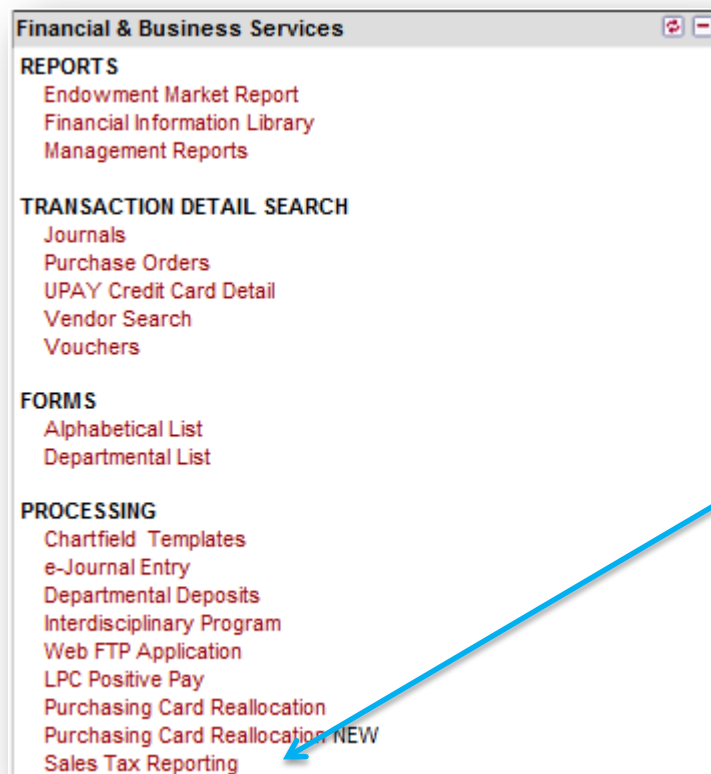 Financial & Business Services
REPORTS
Endowment Market Report
Financial Information Library
Management Reports
TRANSACTION DETAIL SEARCH
Journals
Purchase Orders
UPAY Credit Card Detail
Vendor Search
Vouchers
FORMS
Alphabetical List
Departmental List
PROCESSING
Chartfield Templates
e-Journal Entry
Departmental Deposits
Interdisciplinary Program
Web FTP Application
LPC Positive Pay
Purchasing Card Reallocation
Purchasing Card Reallocation NEW
Sales Tax Reporting